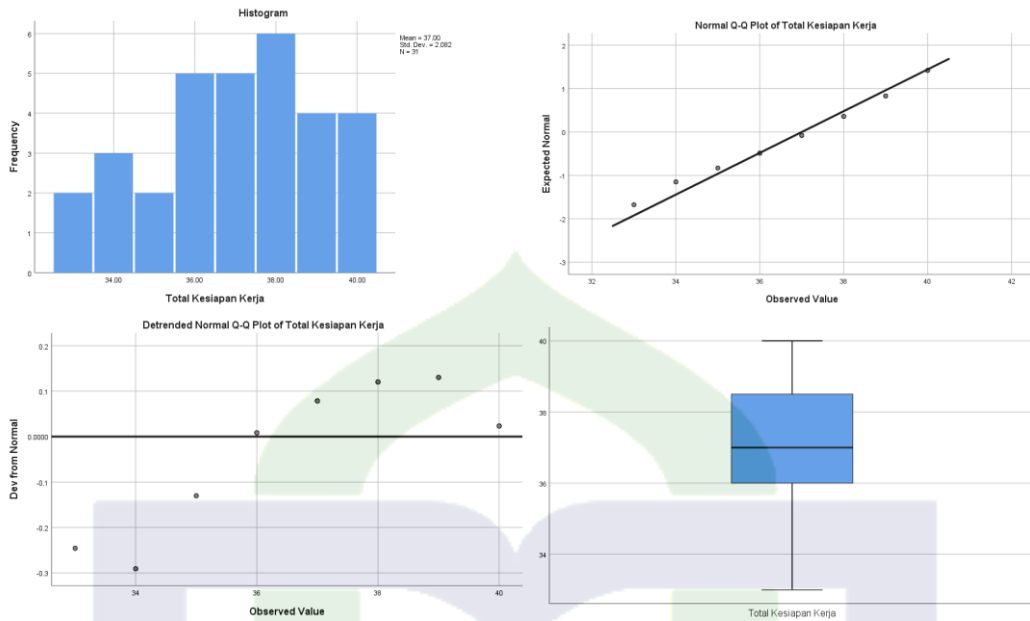 Histogram
Mean = 37.00
Std. Dev. = 2.082
N = 31
Frequency
6
5
4
3
2
1
0
34.00 36.00 38.00 40.00
Total Kesiapan Kerja
Normal Q-Q Plot of Total Kesiapan Kerja
Expected Normal
2
1
0
-1
-2
-3
32 34 36 38 40 42
Observed Value
Detrended Normal Q-Q Plot of Total Kesiapan Kerja
Dev from Normal
0.2
0.1
0.0000
-0.1
-0.2
-0.3
34 36 38 40
Observed Value
40
38
36
34
Total Kesiapan Kerja